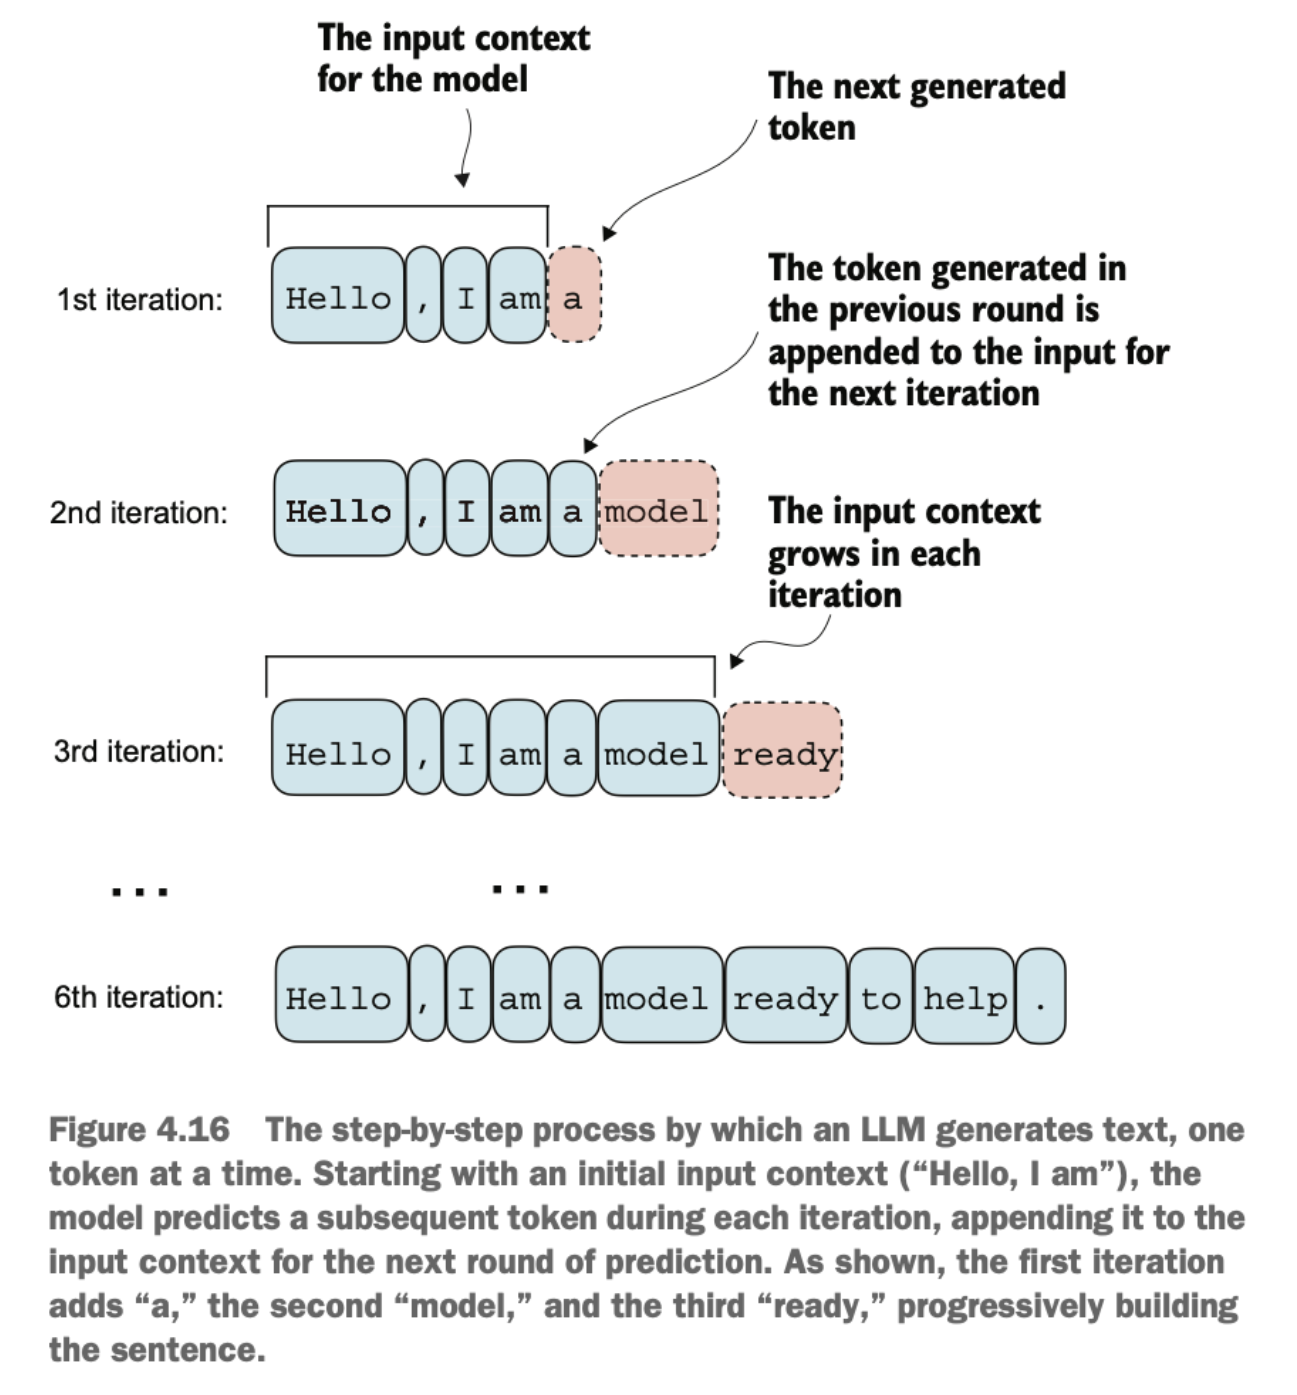 The input context
for the model
The next generated
token
1st iteration: Hello , I am a
The token generated in
the previous round is
appended to the input for
the next iteration
2nd iteration: Hello , I am a model
The input context
grows in each
iteration
3rd iteration: Hello , I am a model ready
... ...
6th iteration: Hello , I am a model ready to help .
Figure 4.16 The step-by-step process by which an LLM generates text, one
token at a time. Starting with an initial input context (“Hello, I am”), the
model predicts a subsequent token during each iteration, appending it to the
input context for the next round of prediction. As shown, the first iteration
adds “a,” the second “model,” and the third “ready,” progressively building
the sentence.